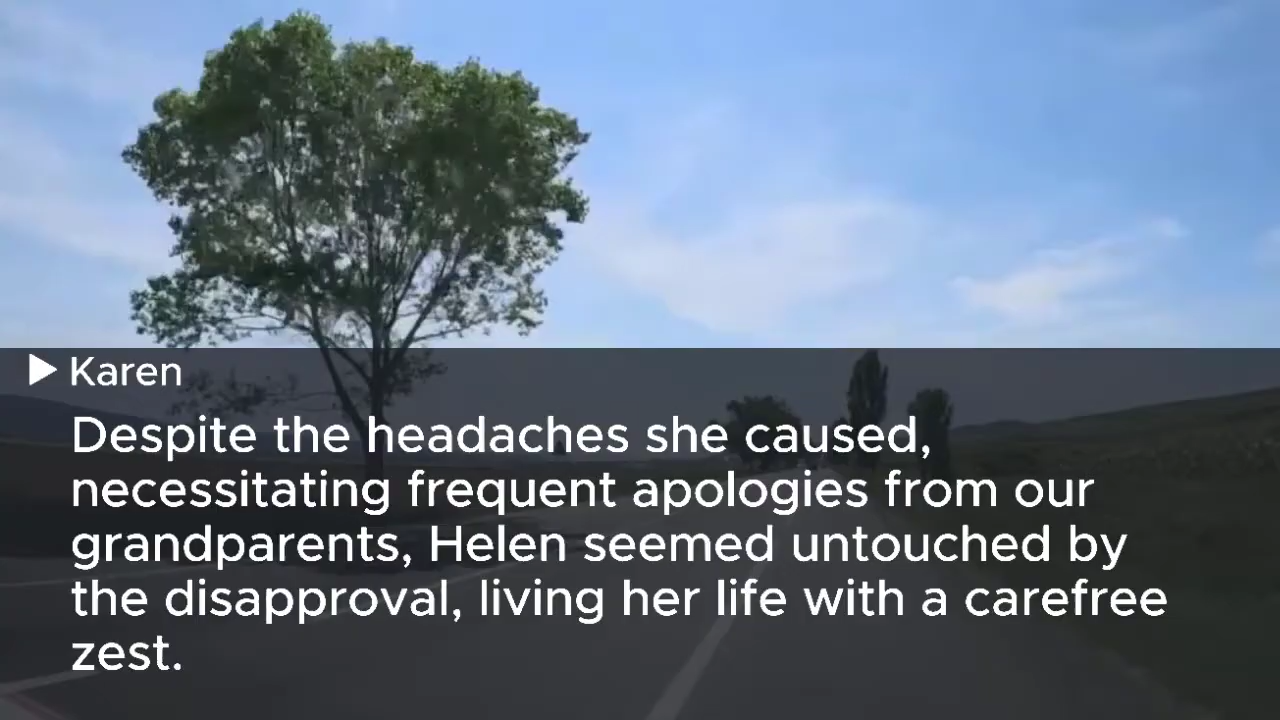 Karen
Despite the headaches she caused,
necessitating frequent apologies from our
grandparents, Helen seemed untouched by
the disapproval, living her life with a carefree
zest.